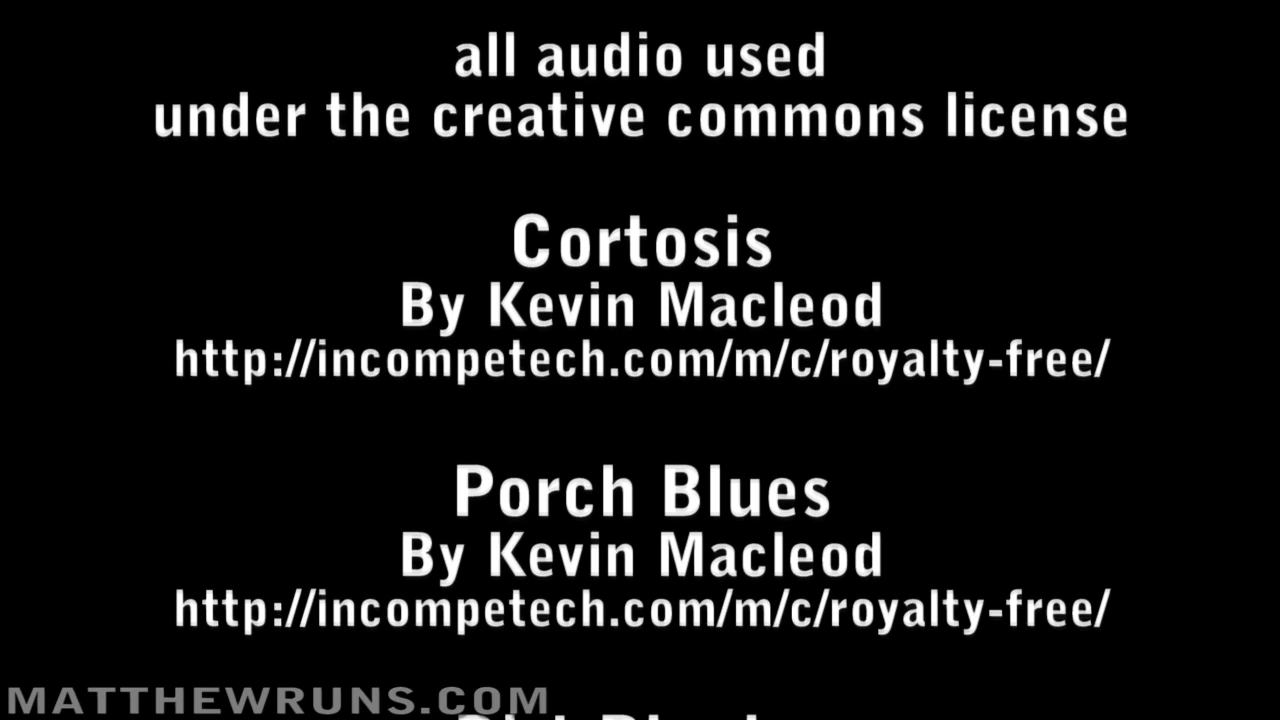 all audio used
under the creative commons license
Cortosis
By Kevin Macleod
http://incompetech.com/m/c/royalty-free/
Porch Blues
By Kevin Macleod
http://incompetech.com/m/c/royalty-free/
MATTHEWRUNS.COM